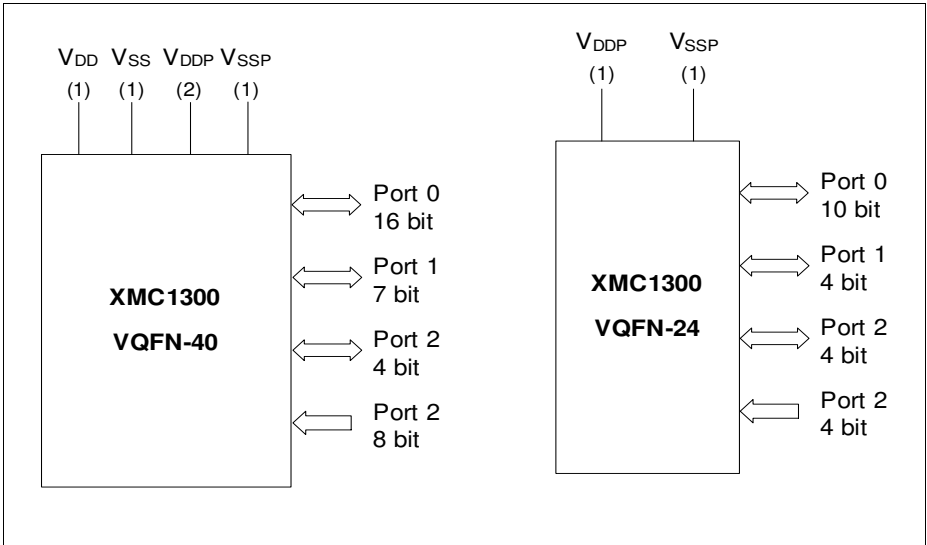 VDD VSS VDDP VSSP
(1) (1) (2) (1)
Port 0
16 bit
Port 1
7 bit
XMC1300
VQFN-40
Port 2
4 bit
Port 2
8 bit
VDDP VSSP
(1) (1)
Port 0
10 bit
Port 1
4 bit
XMC1300
VQFN-24
Port 2
4 bit
Port 2
4 bit